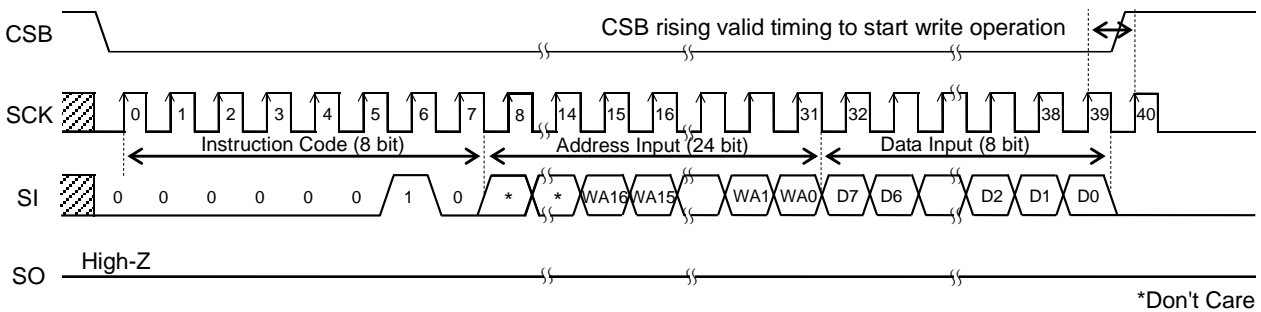 CSB CSB rising valid timing to start write operation
SCK 0 1 2 3 4 5 6 7 8 14 15 16 31 32 38 39 40
Instruction Code (8 bit) Address Input (24 bit) Data Input (8 bit)
SI 0 0 0 0 0 0 1 0 * * WA16 WA15 WA1 WA0 D7 D6 D2 D1 D0
High-Z
SO
*Don't Care